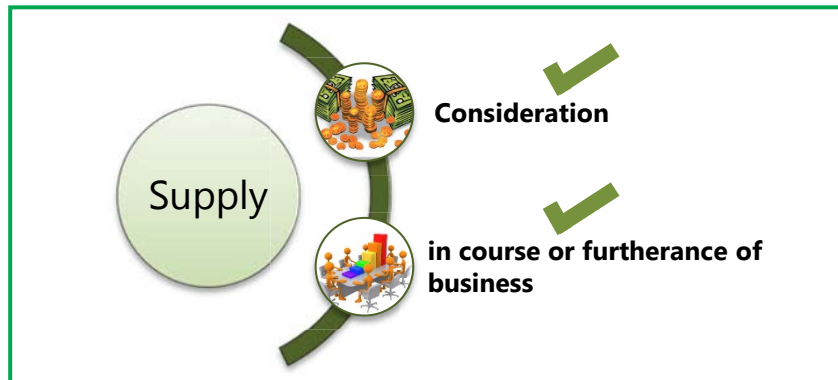 Consideration
Supply
in course or furtherance of
business